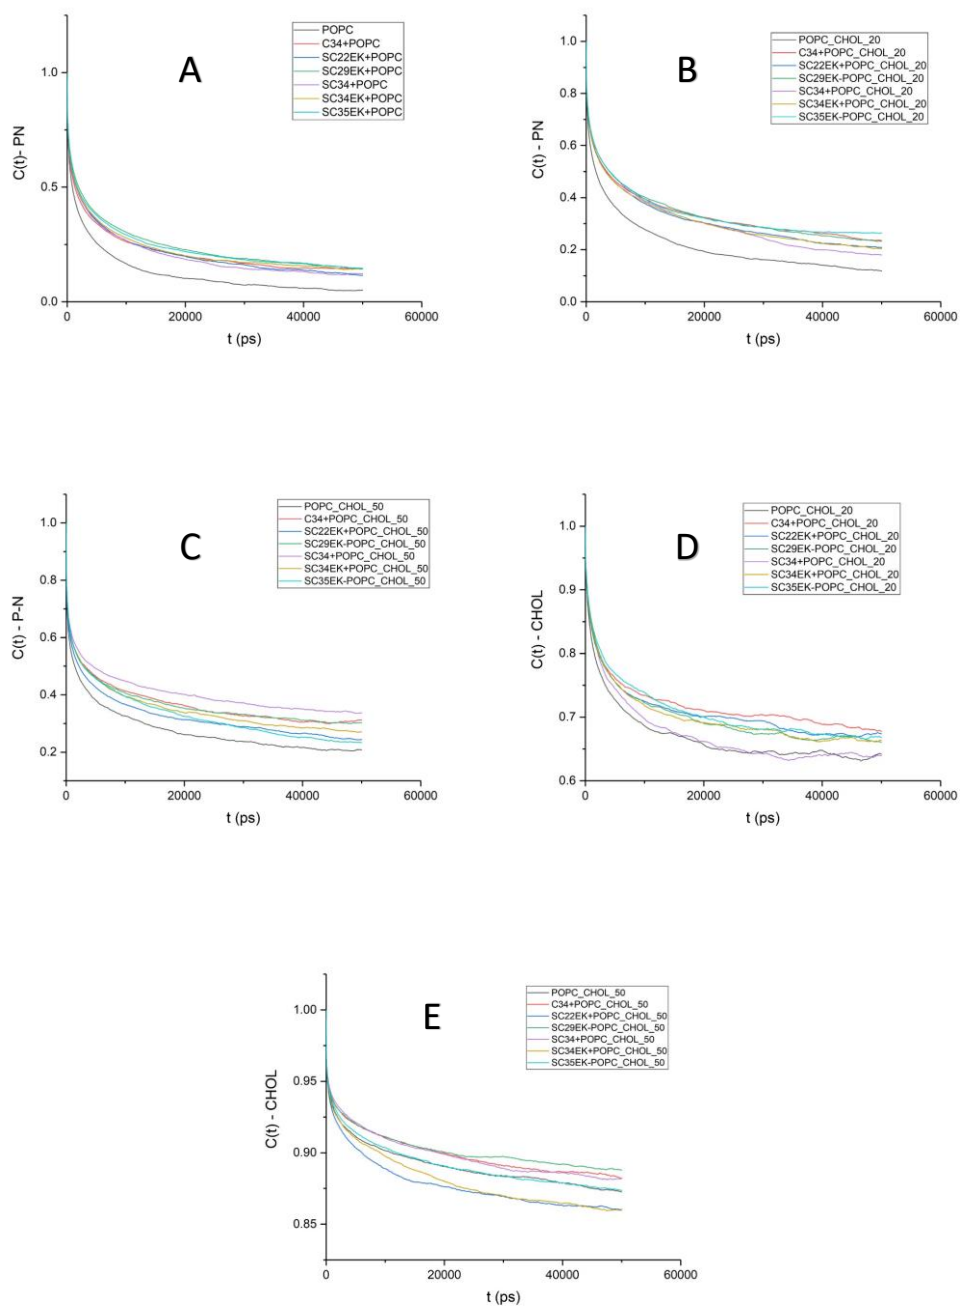 A
POPC
C34+POPC
SC22EK+POPC
SC29EK+POPC
SC34+POPC
SC34EK+POPC
SC35EK+POPC
C(t)- PN
1.0
0.5
0.0
0 20000 40000 60000
t (ps)
B
POPC_CHOL_20
C34+POPC_CHOL_20
SC22EK+POPC_CHOL_20
SC29EK-POPC_CHOL_20
SC34+POPC_CHOL_20
SC34EK+POPC_CHOL_20
SC35EK-POPC_CHOL_20
C(t) - PN
1.0
0.8
0.6
0.4
0.2
0.0
0 20000 40000 60000
t (ps)
C
POPC_CHOL_50
C34+POPC_CHOL_50
SC22EK+POPC_CHOL_50
SC29EK-POPC_CHOL_50
SC34+POPC_CHOL_50
SC34EK+POPC_CHOL_50
SC35EK-POPC_CHOL_50
C(t) - P-N
1.0
0.8
0.6
0.4
0.2
0 20000 40000 60000
t (ps)
D
POPC_CHOL_20
C34+POPC_CHOL_20
SC22EK+POPC_CHOL_20
SC29EK-POPC_CHOL_20
SC34+POPC_CHOL_20
SC34EK+POPC_CHOL_20
SC35EK-POPC_CHOL_20
C(t) - CHOL
1.0
0.9
0.8
0.7
0.6
0 20000 40000 60000
t (ps)
E
POPC_CHOL_50
C34+POPC_CHOL_50
SC22EK+POPC_CHOL_50
SC29EK-POPC_CHOL_50
SC34+POPC_CHOL_50
SC34EK+POPC_CHOL_50
SC35EK-POPC_CHOL_50
C(t) - CHOL
1.00
0.95
0.90
0.85
0 20000 40000 60000
t (ps)